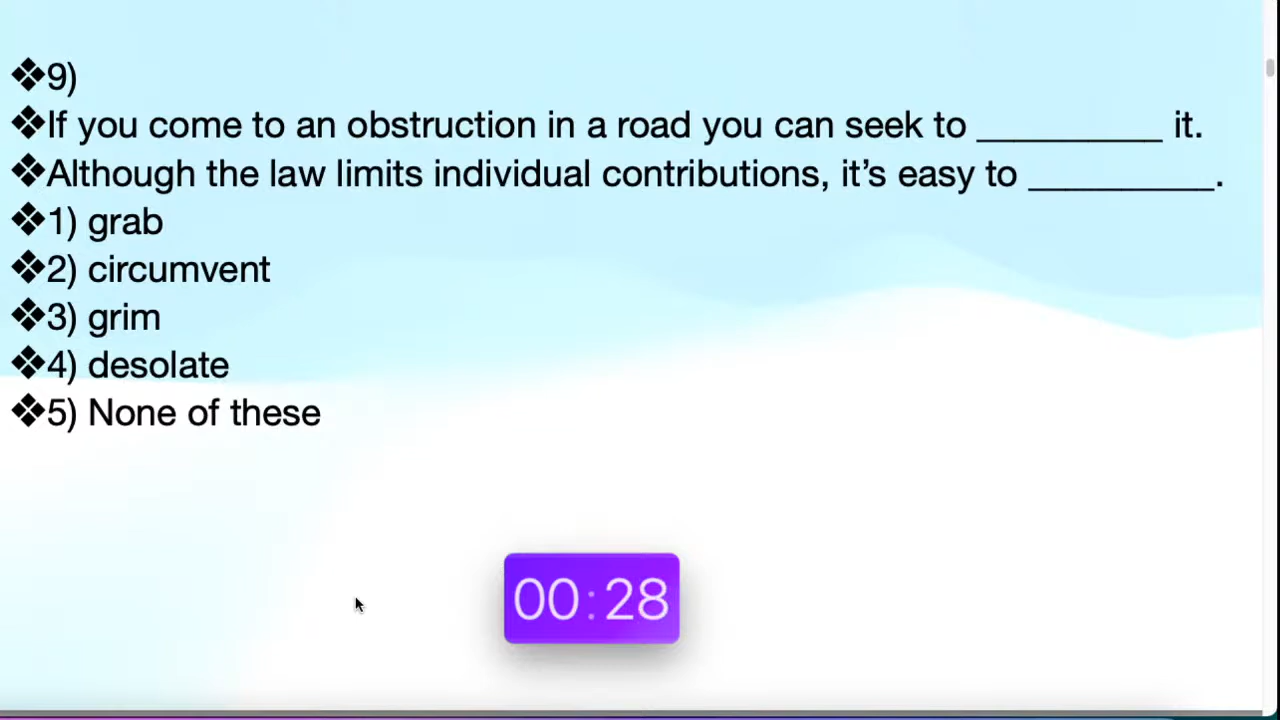 ❖9)
❖If you come to an obstruction in a road you can seek to __________ it.
❖Although the law limits individual contributions, it’s easy to __________.
❖1) grab
❖2) circumvent
❖3) grim
❖4) desolate
❖5) None of these
00:28